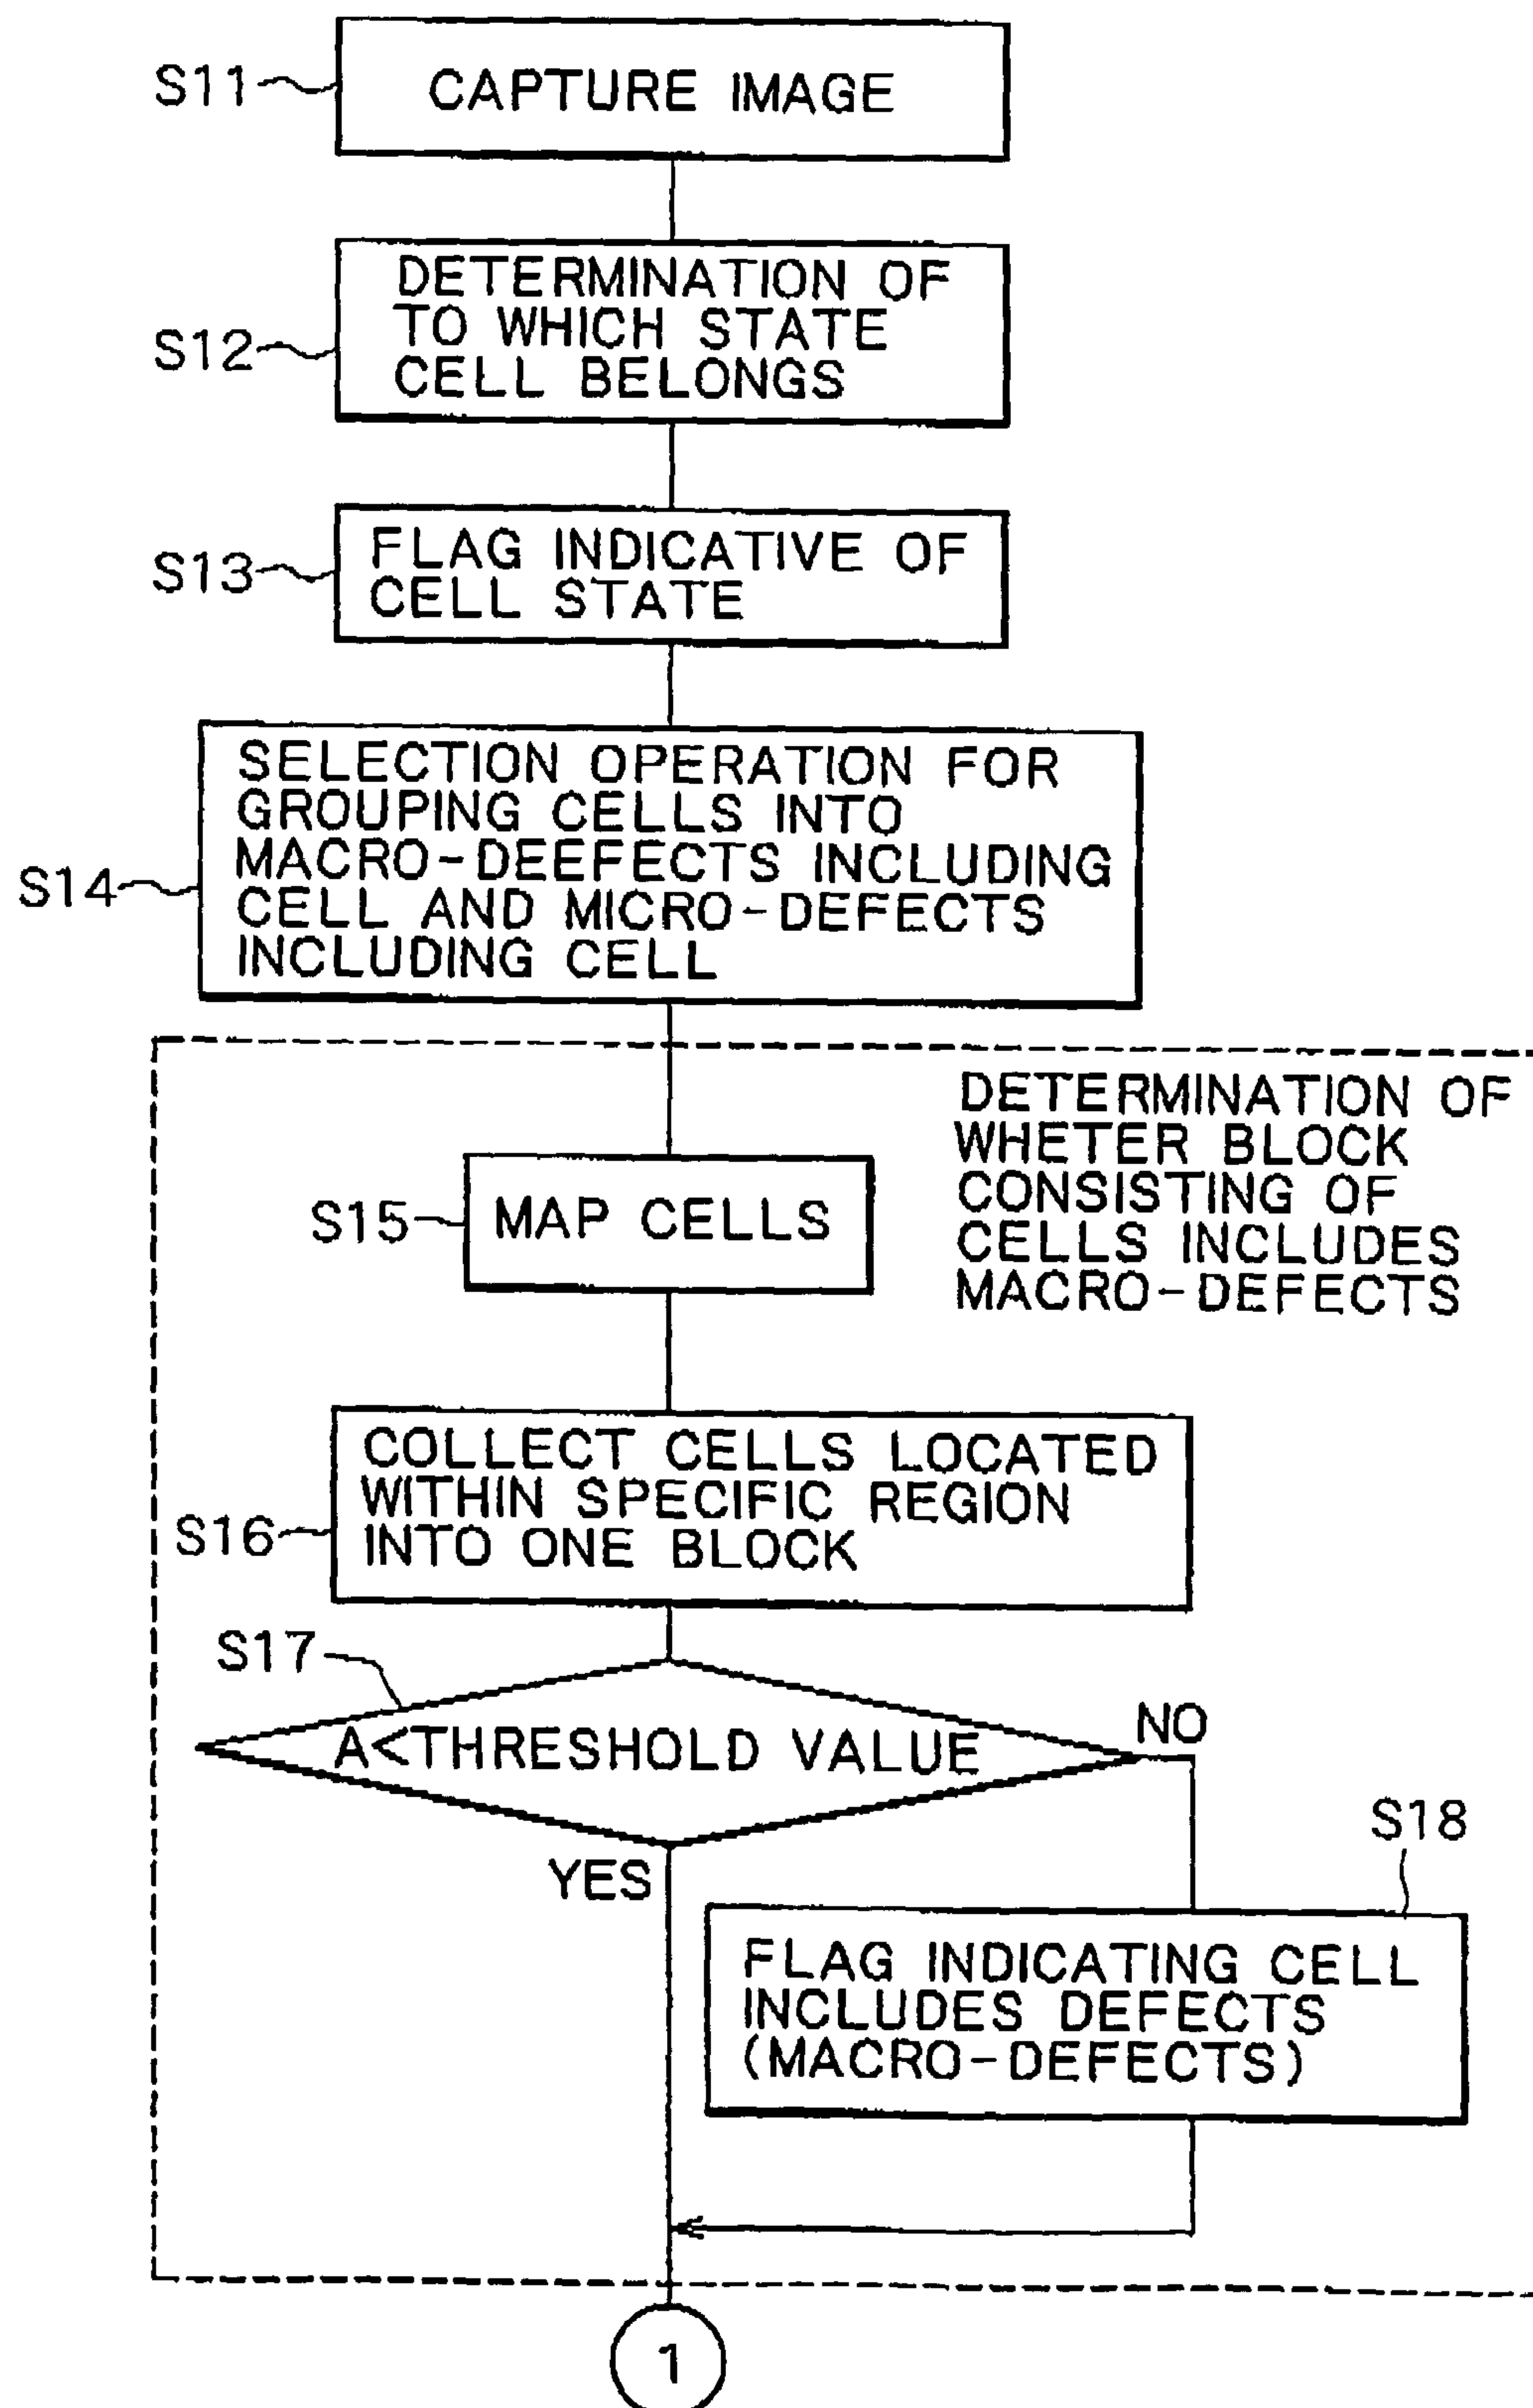 S11
CAPTURE IMAGE
S12
DETERMINATION OF
TO WHICH STATE
CELL BELONGS
S13
FLAG INDICATIVE OF
CELL STATE
S14
SELECTION OPERATION FOR
GROUPING CELLS INTO
MACRO-DEEFECTS INCLUDING
CELL AND MICRO-DEFECTS
INCLUDING CELL
DETERMINATION OF
WHETER BLOCK
CONSISTING OF
CELLS INCLUDES
MACRO-DEFECTS
S15
MAP CELLS
S16
COLLECT CELLS LOCATED
WITHIN SPECIFIC REGION
INTO ONE BLOCK
S17
A<THRESHOLD VALUE
NO
YES
S18
FLAG INDICATING CELL
INCLUDES DEFECTS
(MACRO-DEFECTS)
1